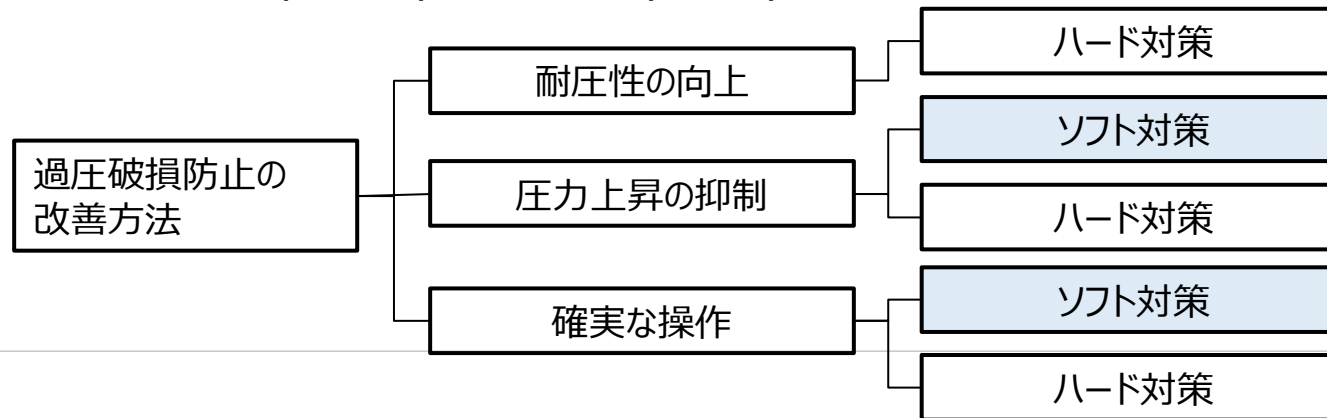 過圧破損防止の
改善方法
耐圧性の向上
ハード対策
圧力上昇の抑制
ソフト対策
ハード対策
確実な操作
ソフト対策
ハード対策